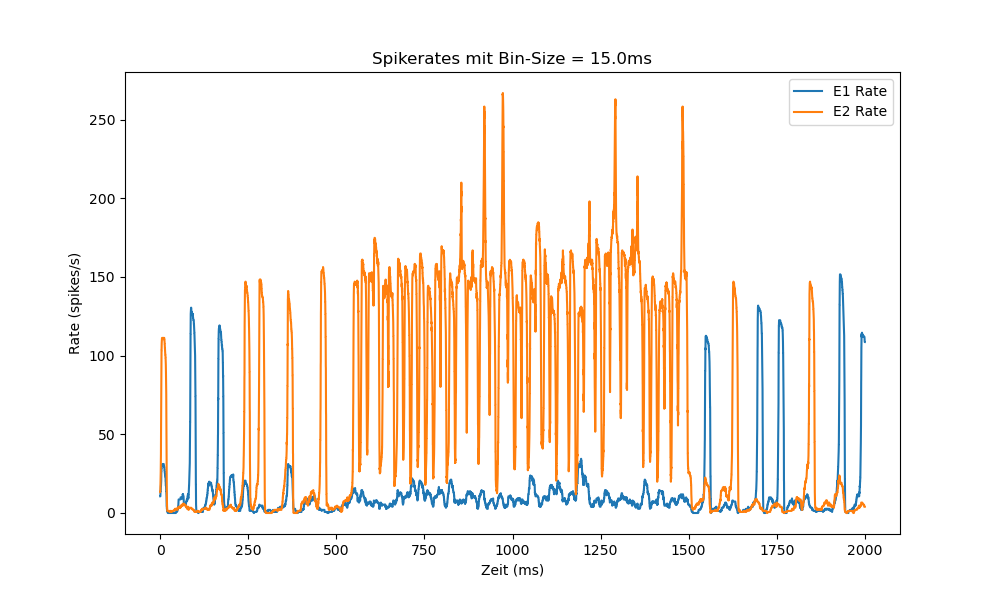 Spikerates mit Bin-Size = 15.0ms
E1 Rate
E2 Rate
Rate (spikes/s)
250
200
150
100
50
0
0 250 500 750 1000 1250 1500 1750 2000
Zeit (ms)